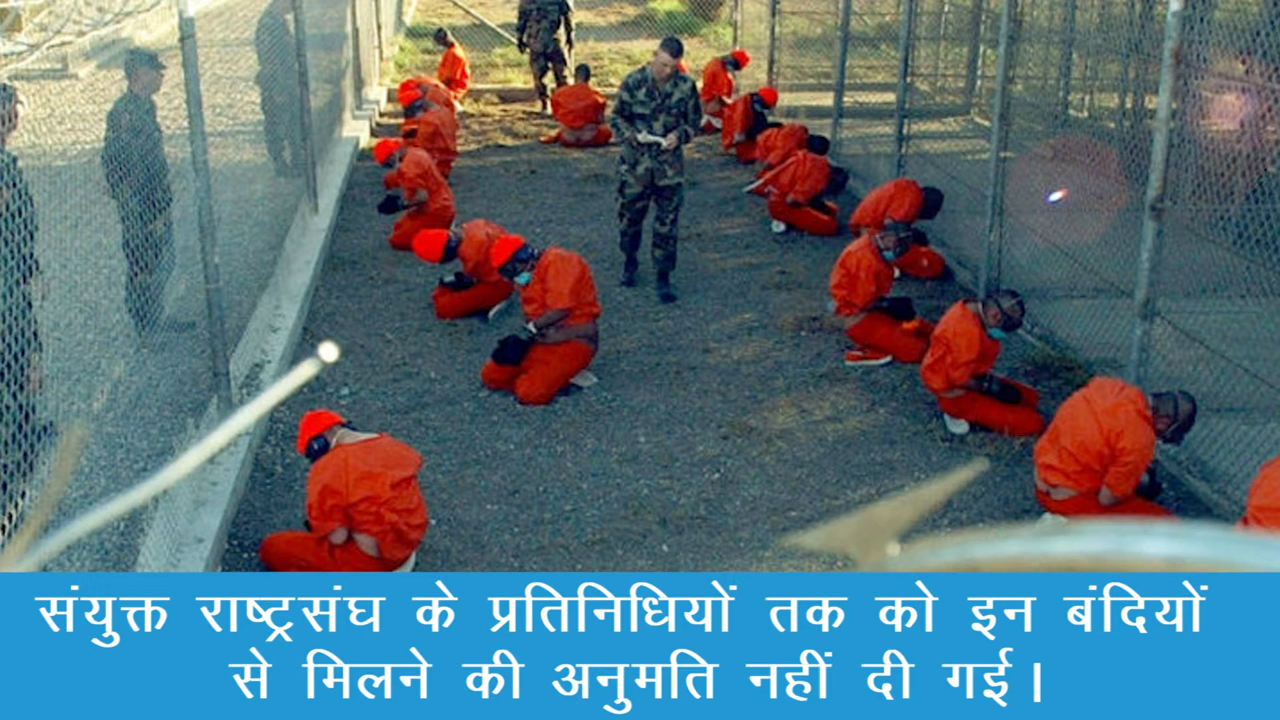 संयुक्त राष्ट्रसंघ के प्रतिनिधियों तक को इन बंदियों
से मिलने की अनुमति नहीं दी गई।